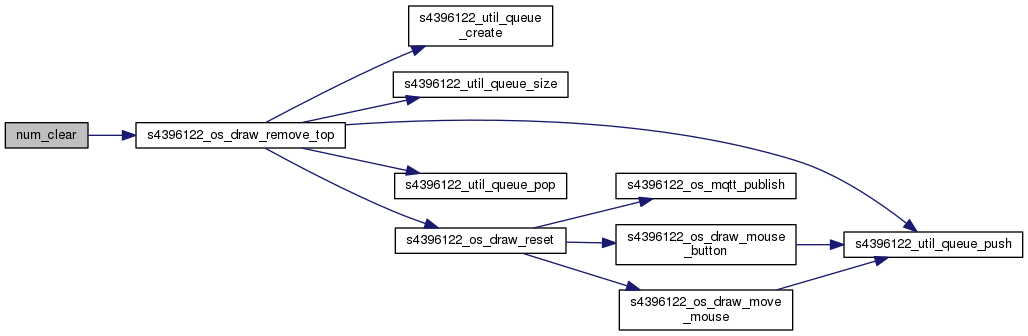 s4396122_util_queue
_create
s4396122_util_queue_size
num_clear
s4396122_os_draw_remove_top
s4396122_util_queue_pop
s4396122_os_mqtt_publish
s4396122_os_draw_reset
s4396122_os_draw_mouse
_button
s4396122_util_queue_push
s4396122_os_draw_move
_mouse